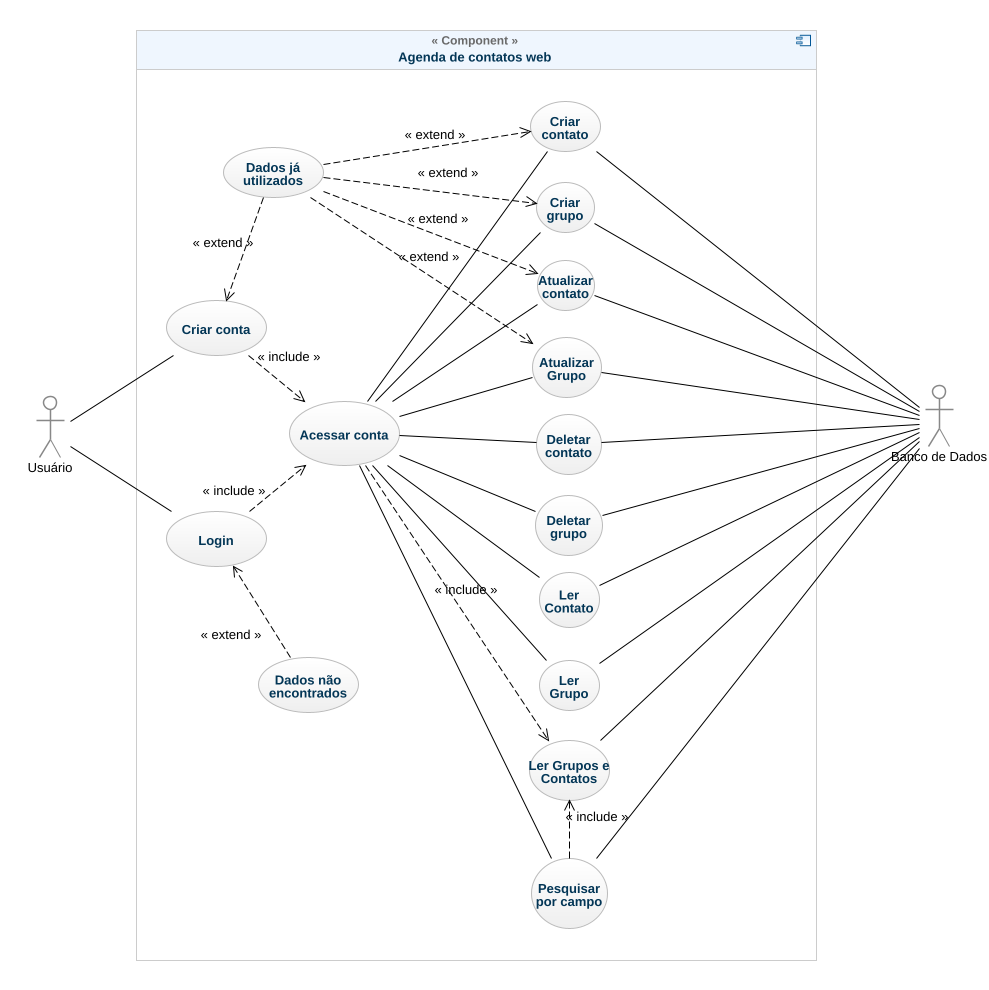 « Component »
Agenda de contatos web
Criar
contato
« extend »
Dados já
utilizados
« extend »
Criar
grupo
« extend »
« extend »
« extend »
Atualizar
contato
Criar conta
« include »
Atualizar
Grupo
Acessar conta
Deletar
contato
Usuário
Banco de Dados
« include »
Deletar
grupo
Login
« include »
Ler
Contato
« extend »
Dados não
encontrados
Ler
Grupo
Ler Grupos e
Contatos
« include »
Pesquisar
por campo